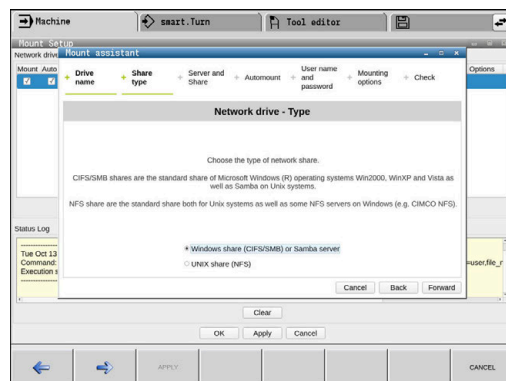 Machine
smart.Turn
Tool editor
Mount Setup
Network drive
Mount assistant
Mount Auto
Options
+ Drive name
+ Share type
+ Server and Share
+ Automount
+ User name and password
+ Mounting options
+ Check
Network drive - Type
Choose the type of network share.
CIFS/SMB shares are the standard share of Microsoft Windows (R) operating systems Win2000, WinXP and Vista as
well as Samba on Unix systems.
NFS share are the standard share both for Unix systems as well as some NFS servers on Windows (e.g. CIMCO NFS).
Status Log
Tue Oct 13
Command:
=user,file_r
Execution s
Windows share (CIFS/SMB) or Samba server
UNIX share (NFS)
Cancel
Back
Forward
Clear
OK
Apply
Cancel
APPLY
CANCEL